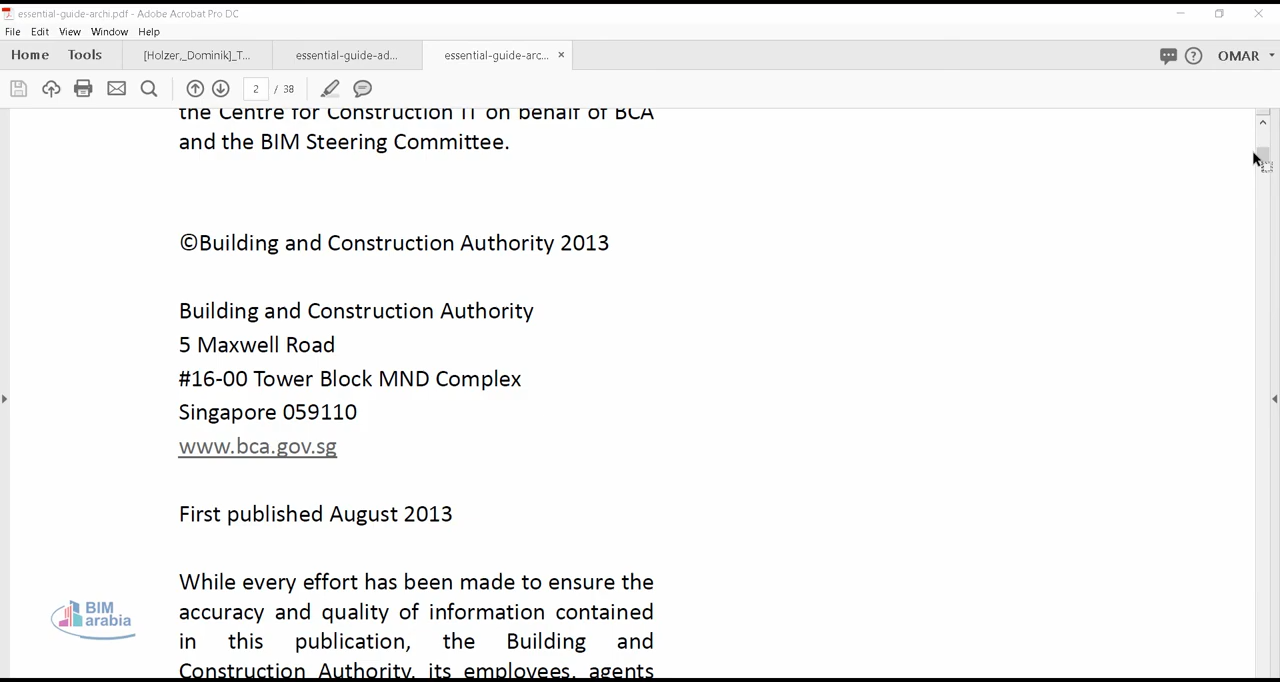 essential-guide-archi.pdf - Adobe Acrobat Pro DC
File Edit View Window Help
Home Tools [Holzer,_Dominik]_T... essential-guide-ad... essential-guide-arc... × OMAR
2 / 38
the Centre for Construction IT on behalf of BCA
and the BIM Steering Committee.
©Building and Construction Authority 2013
Building and Construction Authority
5 Maxwell Road
#16-00 Tower Block MND Complex
Singapore 059110
www.bca.gov.sg
First published August 2013
While every effort has been made to ensure the
accuracy and quality of information contained
in this publication, the Building and
Construction Authority, its employees, agents
BIM
arabia